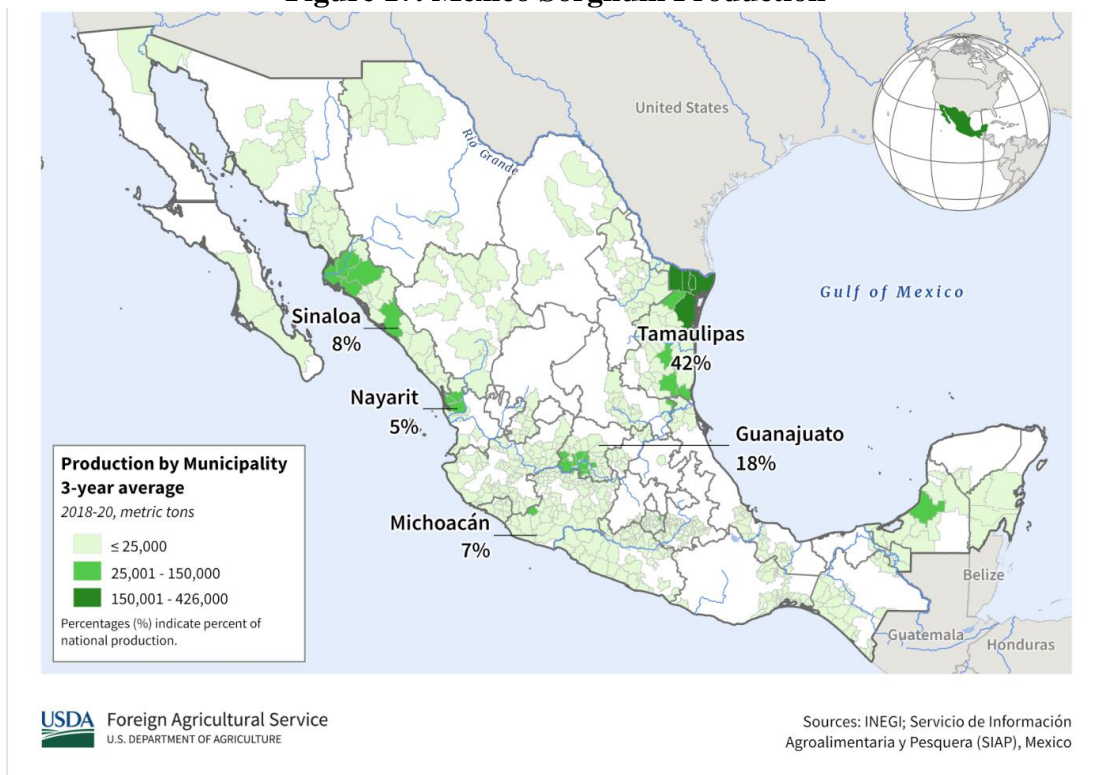 United States
Rio Grande
Gulf of Mexico
Sinaloa
8%
Tamaulipas
42%
Nayarit
5%
Guanajuato
18%
Michoacán
7%
Belize
Guatemala
Honduras
Production by Municipality
3-year average
2018-20, metric tons
≤ 25,000
25,001 - 150,000
150,001 - 426,000
Percentages (%) indicate percent of
national production.
USDA Foreign Agricultural Service
U.S. DEPARTMENT OF AGRICULTURE
Sources: INEGI; Servicio de Información
Agroalimentaria y Pesquera (SIAP), Mexico